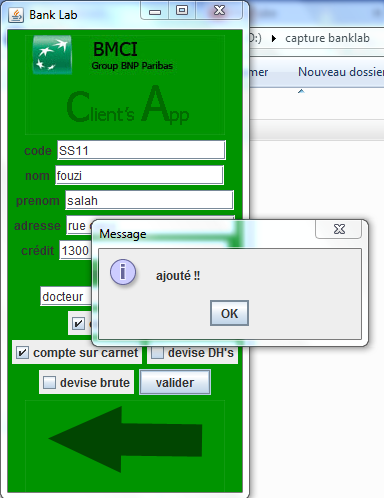 Bank Lab
BMCI
Group BNP Paribas
Client's App
code SS11
nom fouzi
prenom salah
adresse rue
crédit 1300
docteur
compte sur carnet devise DH's
devise brute valider
Message
ajouté !!
OK
D:) capture banklab
mer Nouveau dossier